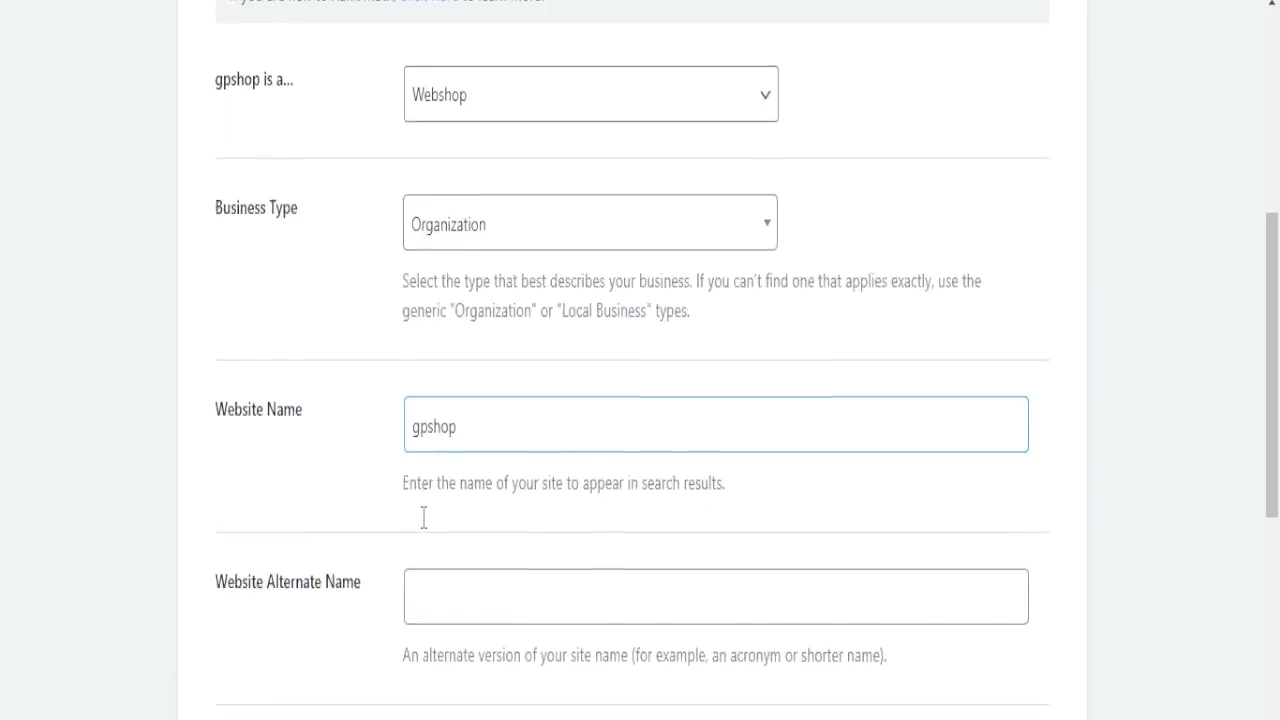 gpshop is a...
Webshop
Business Type
Organization
Select the type that best describes your business. If you can't find one that applies exactly, use the
generic "Organization" or "Local Business" types.
Website Name
gpshop
Enter the name of your site to appear in search results.
Website Alternate Name
An alternate version of your site name (for example, an acronym or shorter name).